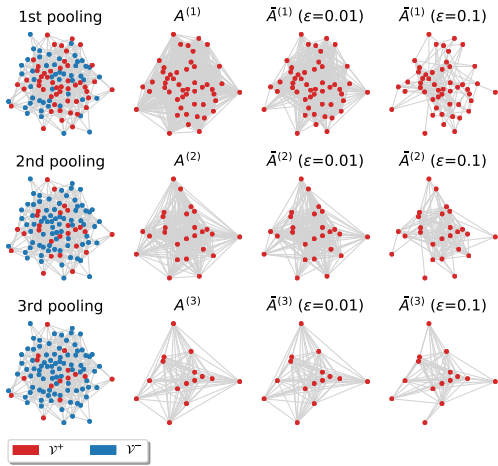 1st pooling A⁽¹⁾ Ā⁽¹⁾ (ε=0.01) Ā⁽¹⁾ (ε=0.1)
2nd pooling A⁽²⁾ Ā⁽²⁾ (ε=0.01) Ā⁽²⁾ (ε=0.1)
3rd pooling A⁽³⁾ Ā⁽³⁾ (ε=0.01) Ā⁽³⁾ (ε=0.1)
𝒱⁺ 𝒱⁻